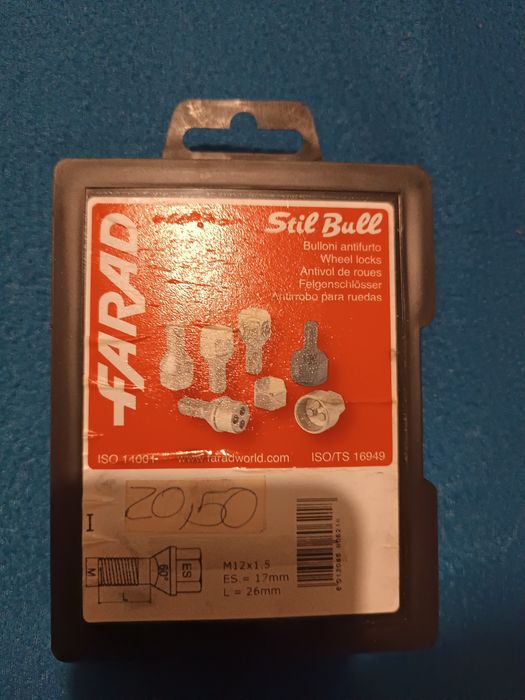 FARAD
Stil Bull
Bulloni antifurto
Wheel locks
Antivol de roues
Felgenschlösser
Antirrobo para ruedas
ISO 14001
www.faradworld.com
ISO/TS 16949
20,50
I
M
60°
ES
L
M12x1.5
ES.= 17mm
L = 26mm